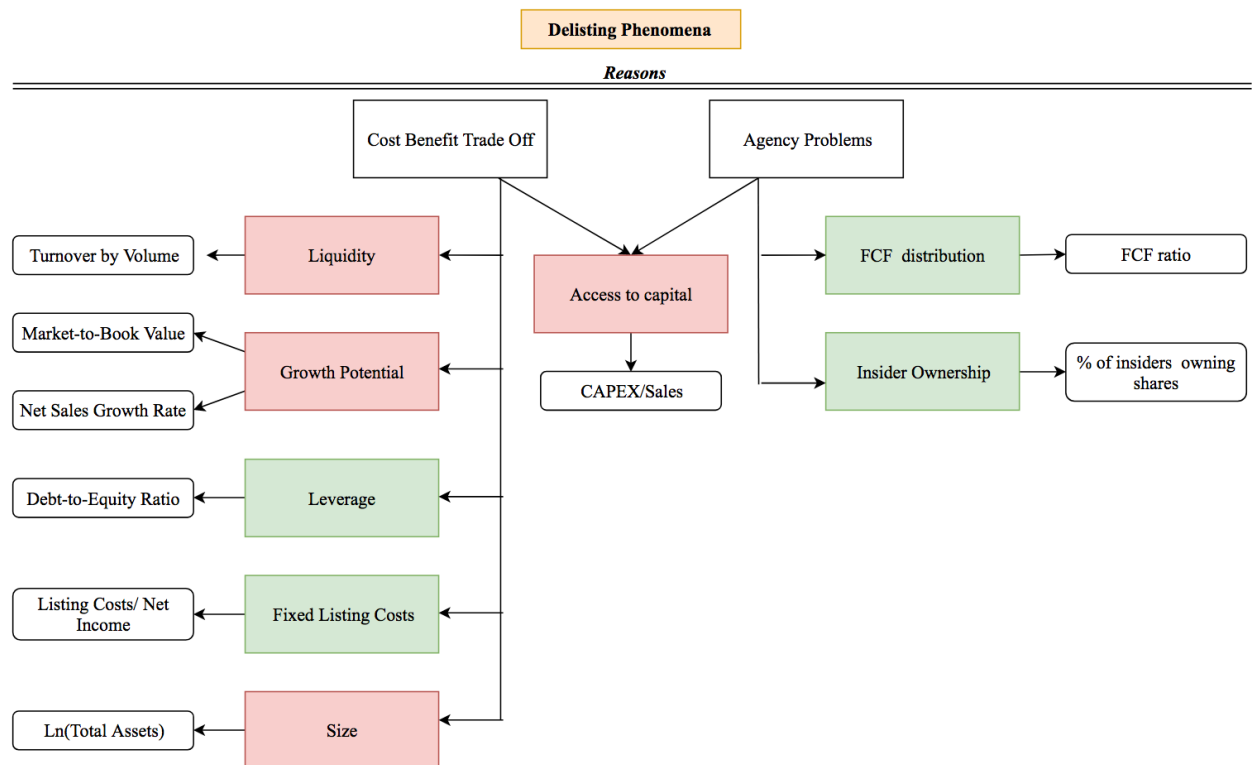 Delisting Phenomena
Reasons
Cost Benefit Trade Off
Agency Problems
Turnover by Volume
Liquidity
Access to capital
FCF distribution
FCF ratio
Market-to-Book Value
Growth Potential
Net Sales Growth Rate
CAPEX/Sales
Insider Ownership
% of insiders owning
shares
Debt-to-Equity Ratio
Leverage
Listing Costs/ Net
Income
Fixed Listing Costs
Ln(Total Assets)
Size